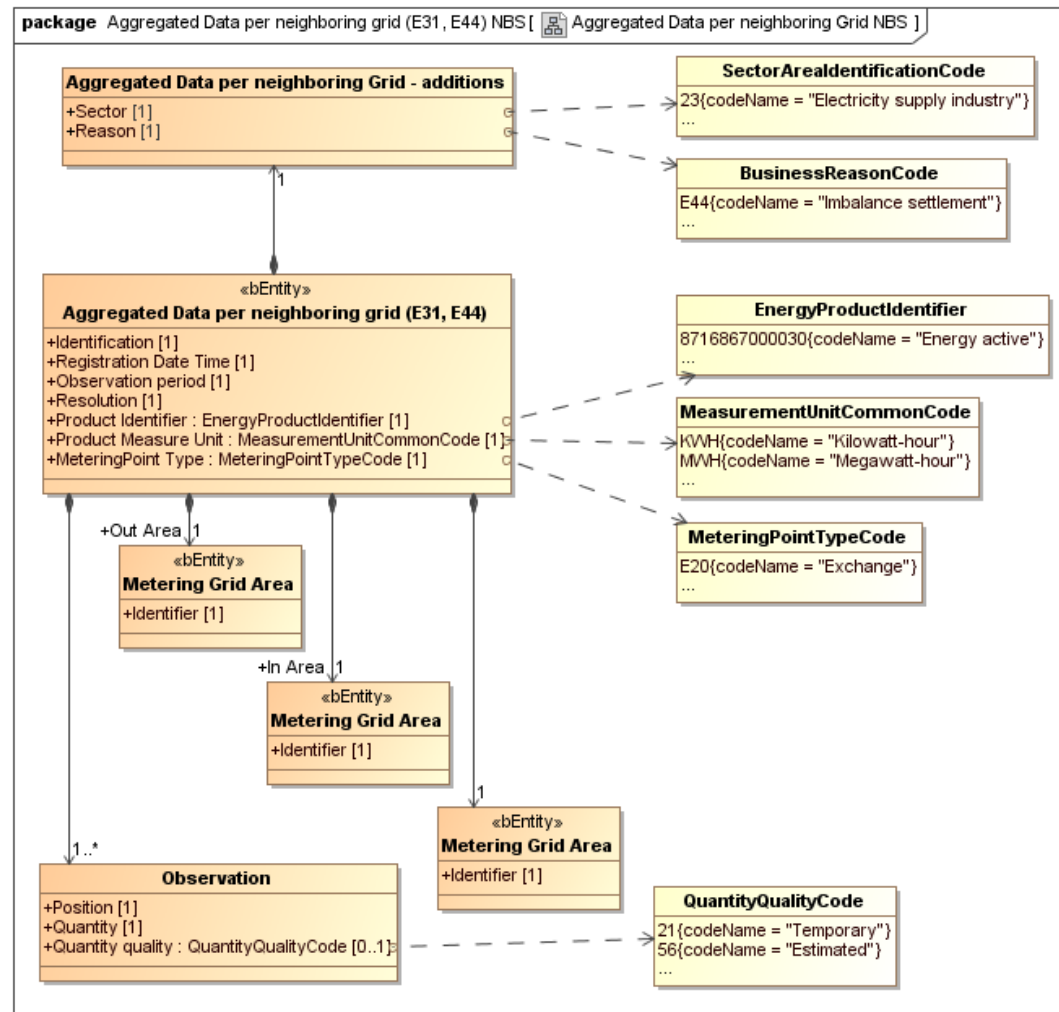 package Aggregated Data per neighboring grid (E31, E44) NBS [ Aggregated Data per neighboring Grid NBS ]
Aggregated Data per neighboring Grid - additions
+Sector [1]
+Reason [1]
SectorAreaIdentificationCode
23{codeName = "Electricity supply industry"}
...
BusinessReasonCode
E44{codeName = "Imbalance settlement"}
...
1
«bEntity»
Aggregated Data per neighboring grid (E31, E44)
+Identification [1]
+Registration Date Time [1]
+Observation period [1]
+Resolution [1]
+Product Identifier : EnergyProductIdentifier [1]
+Product Measure Unit : MeasurementUnitCommonCode [1]
+MeteringPoint Type : MeteringPointTypeCode [1]
EnergyProductIdentifier
8716867000030{codeName = "Energy active"}
...
MeasurementUnitCommonCode
KWH{codeName = "Kilowatt-hour"}
MWH{codeName = "Megawatt-hour"}
...
MeteringPointTypeCode
E20{codeName = "Exchange"}
...
+Out Area 1
«bEntity»
Metering Grid Area
+Identifier [1]
+In Area 1
«bEntity»
Metering Grid Area
+Identifier [1]
1
«bEntity»
Metering Grid Area
+Identifier [1]
1..*
Observation
+Position [1]
+Quantity [1]
+Quantity quality : QuantityQualityCode [0..1]
QuantityQualityCode
21{codeName = "Temporary"}
56{codeName = "Estimated"}
...